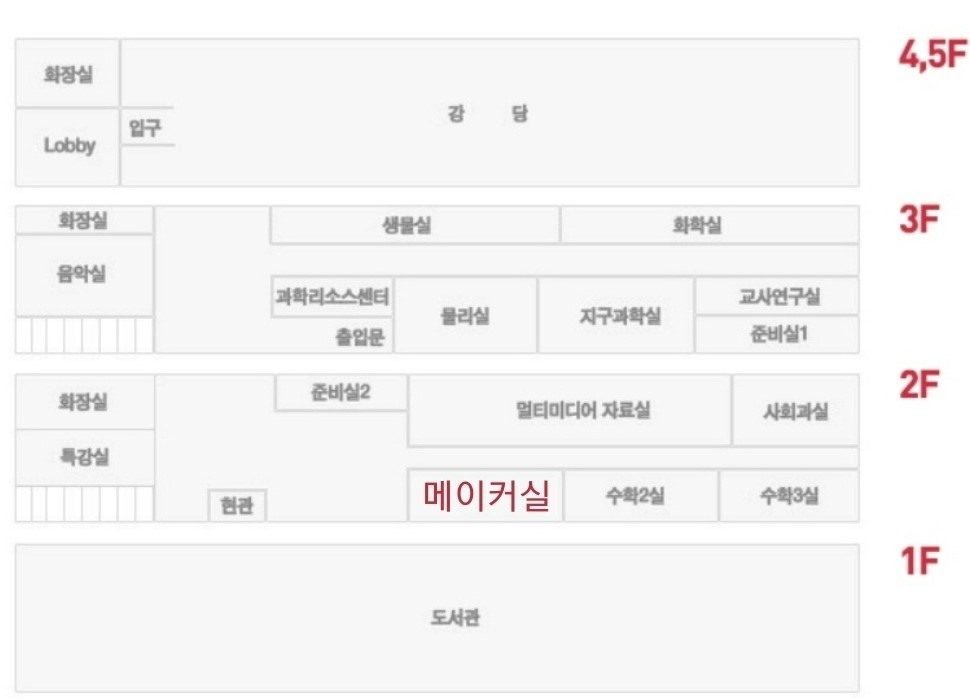 4,5F
화장실
강 당
입구
Lobby
3F
화장실
생물실
화학실
음악실
과학리소스센터
물리실
지구과학실
교사연구실
출입문
준비실1
2F
화장실
준비실2
멀티미디어 자료실
사회과실
특강실
현관
메이커실
수학2실
수학3실
1F
도서관